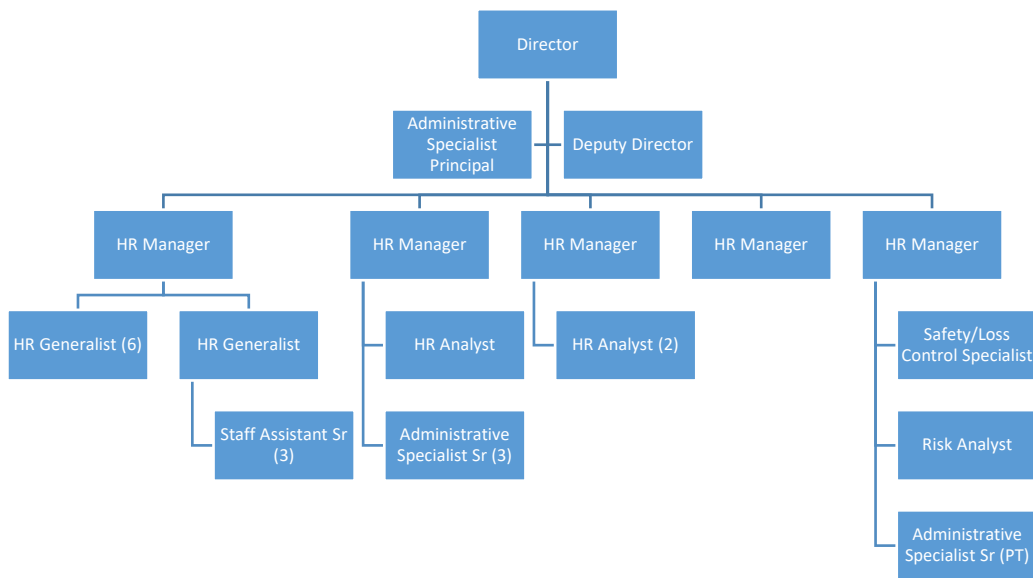 Director
Administrative
Specialist
Principal
Deputy Director
HR Manager
HR Manager
HR Manager
HR Manager
HR Manager
HR Generalist (6)
HR Generalist
HR Analyst
HR Analyst (2)
Safety/Loss
Control Specialist
Staff Assistant Sr
(3)
Administrative
Specialist Sr (3)
Risk Analyst
Administrative
Specialist Sr (PT)